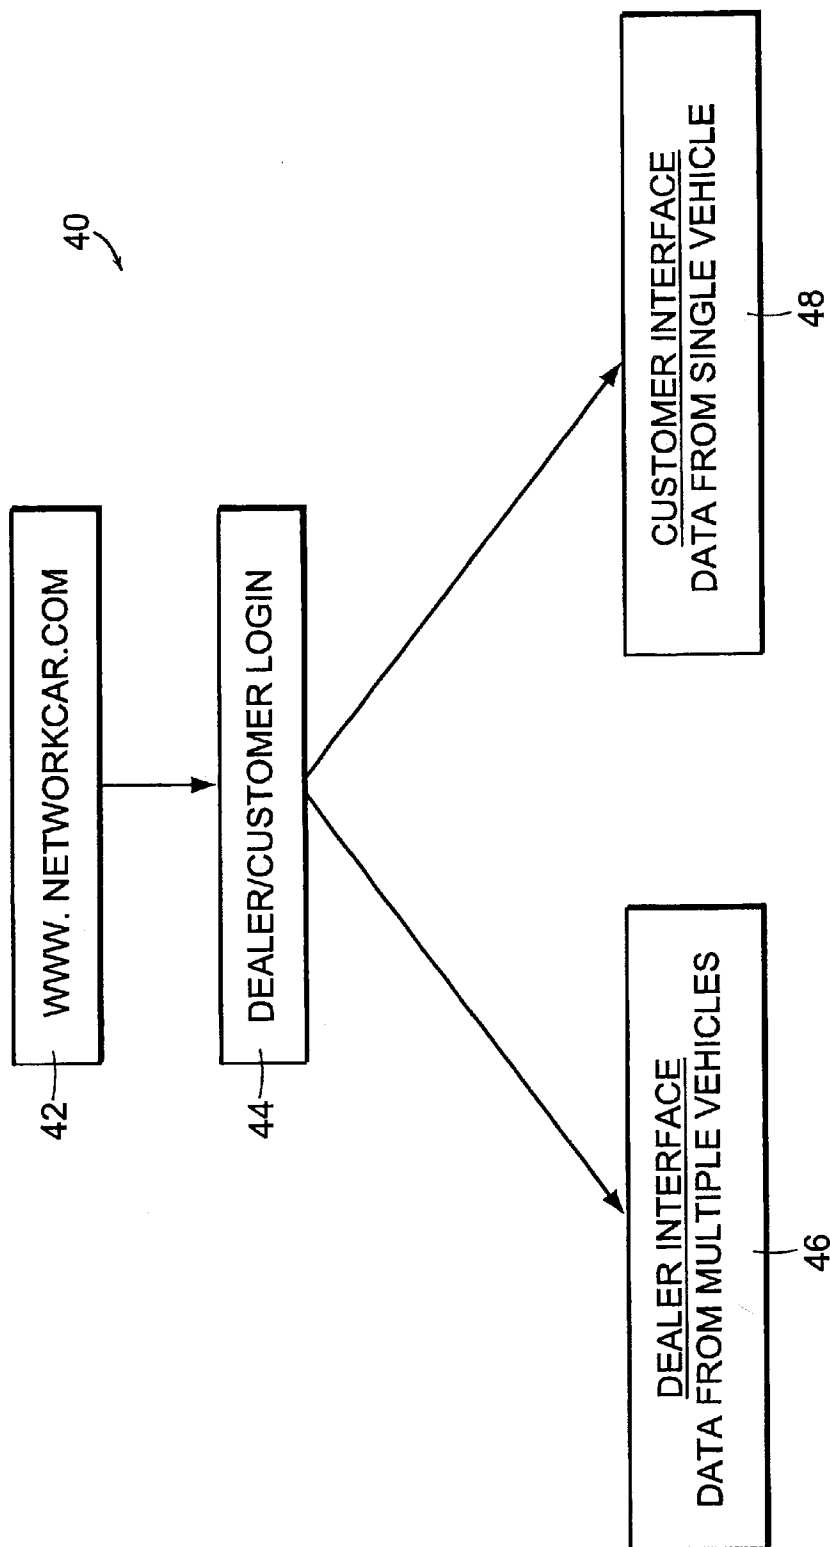 40
42
WWW. NETWORKCAR.COM
44
DEALER/CUSTOMER LOGIN
DEALER INTERFACE
DATA FROM MULTIPLE VEHICLES
46
CUSTOMER INTERFACE
DATA FROM SINGLE VEHICLE
48